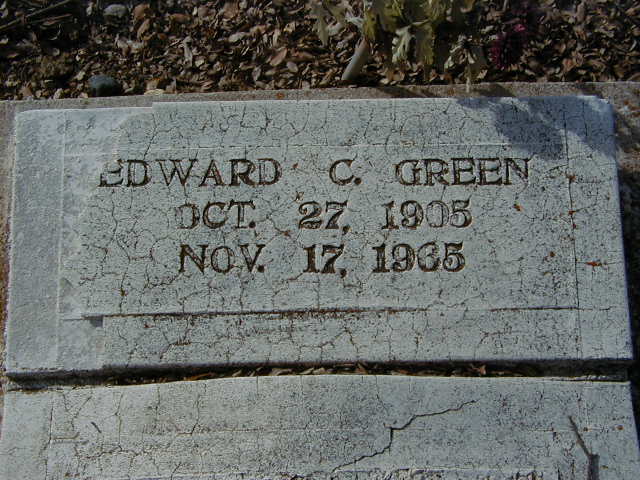 EDWARD C. GREEN
OCT. 27, 1905
NOV. 17, 1965